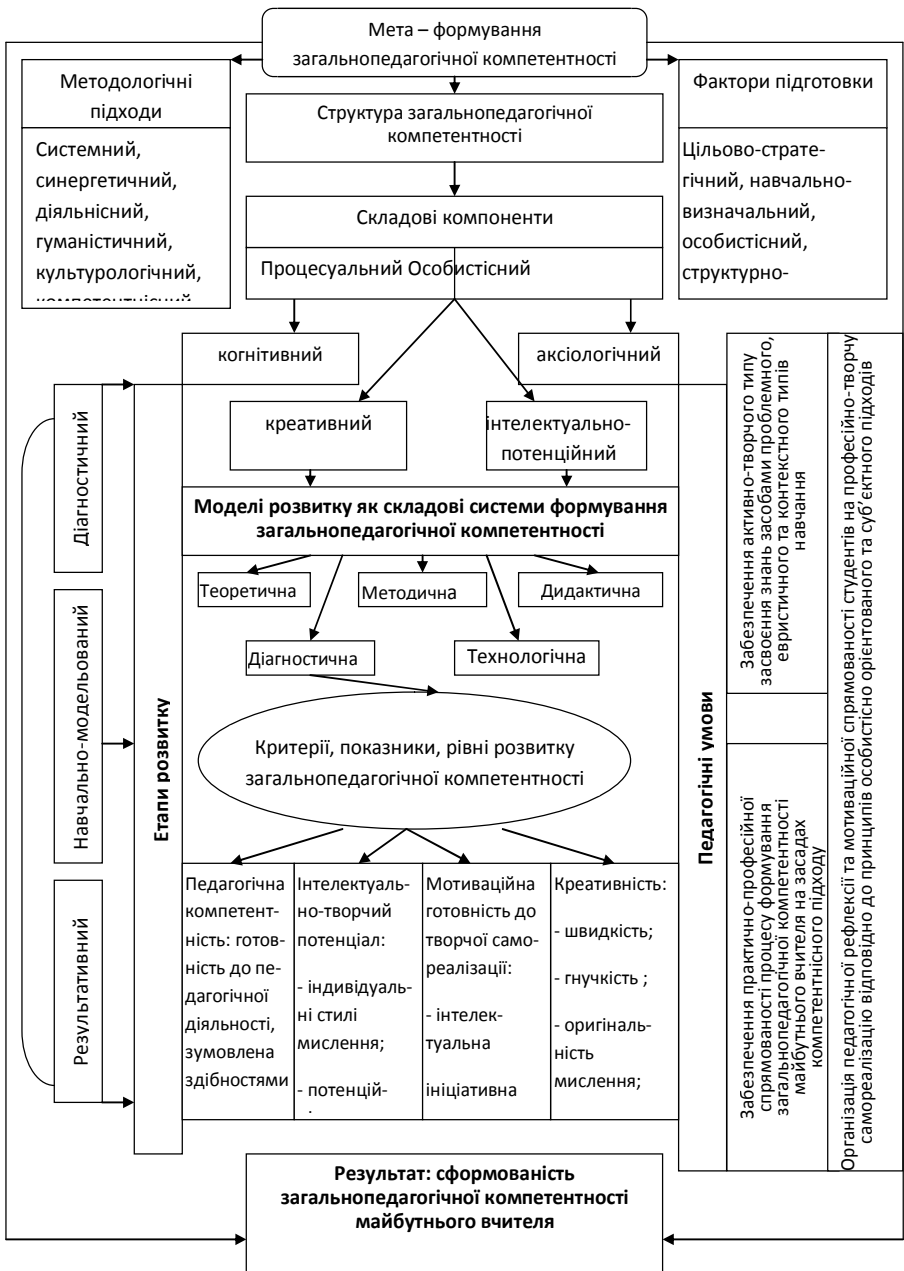 Мета – формування
загальнопедагогічної компетентності
Методологічні
підходи
Системний,
синергетичний,
діяльнісний,
гуманістичний,
культурологічний,
Фактори підготовки
Цільово-страте-
гічний, навчально-
визначальний,
особистісний,
структурно-
Структура загальнопедагогічної
компетентності
Складові компоненти
Процесуальний Особистісний
когнітивний
аксіологічний
креативний
інтелектуально-
потенційний
Моделі розвитку як складові системи формування
загальнопедагогічної компетентності
Теоретична
Методична
Дидактична
Діагностична
Технологічна
Критерії, показники, рівні розвитку
загальнопедагогічної компетентності
Діагностичний
Навчально-модельований
Результативний
Етапи розвитку
Педагогічна
компетент-
ність: готов-
ність до пе-
дагогічної
діяльності,
зумовлена
здібностями
Інтелектуаль-
но-творчий
потенціал:
- індивідуаль-
ні стилі
мислення;
- потенцій-
Мотиваційна
готовність до
творчої само-
реалізації:
- інтелек-
туальна
ініціативна
Креативність:
- швидкість;
- гнучкість ;
- оригіналь-
ність
мислення;
Педагогічні умови
Забезпечення активно-творчого типу
засвоєння знань засобами проблемного,
евристичного та контекстного типів
навчання
Забезпечення практично-професійної
спрямованості процесу формування
загальнопедагогічної компетентності
майбутнього вчителя на засадах
компетентнісного підходу
Організація педагогічної рефлексії та мотиваційної спрямованості студентів на професійно-творчу
самореалізацію відповідно до принципів особистісно орієнтованого та суб’єктного підходів
Результат: сформованість
загальнопедагогічної компетентності
майбутнього вчителя